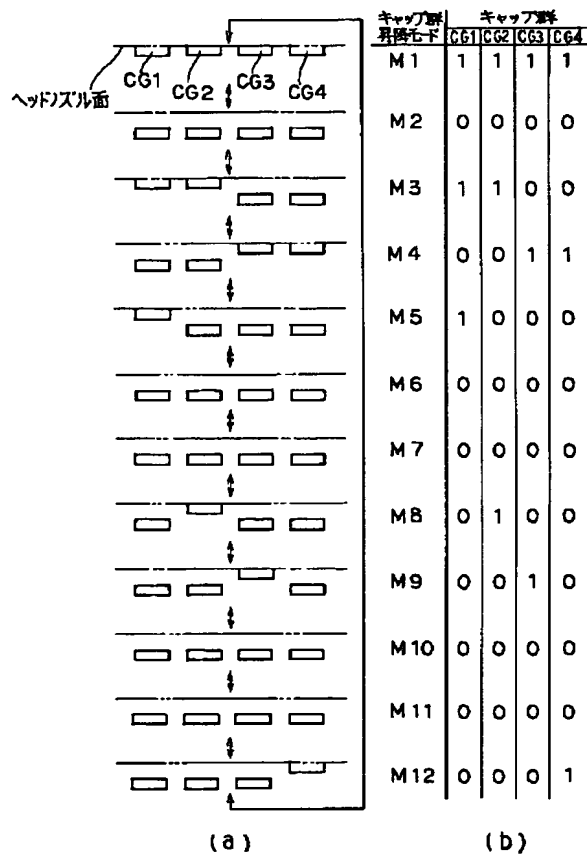 CG1
CG2
CG3
CG4
ヘッドノズル面
(a)
キャップ群昇降モード
キャップ群
CG1 CG2 CG3 CG4
M1 1 1 1 1
M2 0 0 0 0
M3 1 1 0 0
M4 0 0 1 1
M5 1 0 0 0
M6 0 0 0 0
M7 0 0 0 0
M8 0 1 0 0
M9 0 0 1 0
M10 0 0 0 0
M11 0 0 0 0
M12 0 0 0 1
(b)